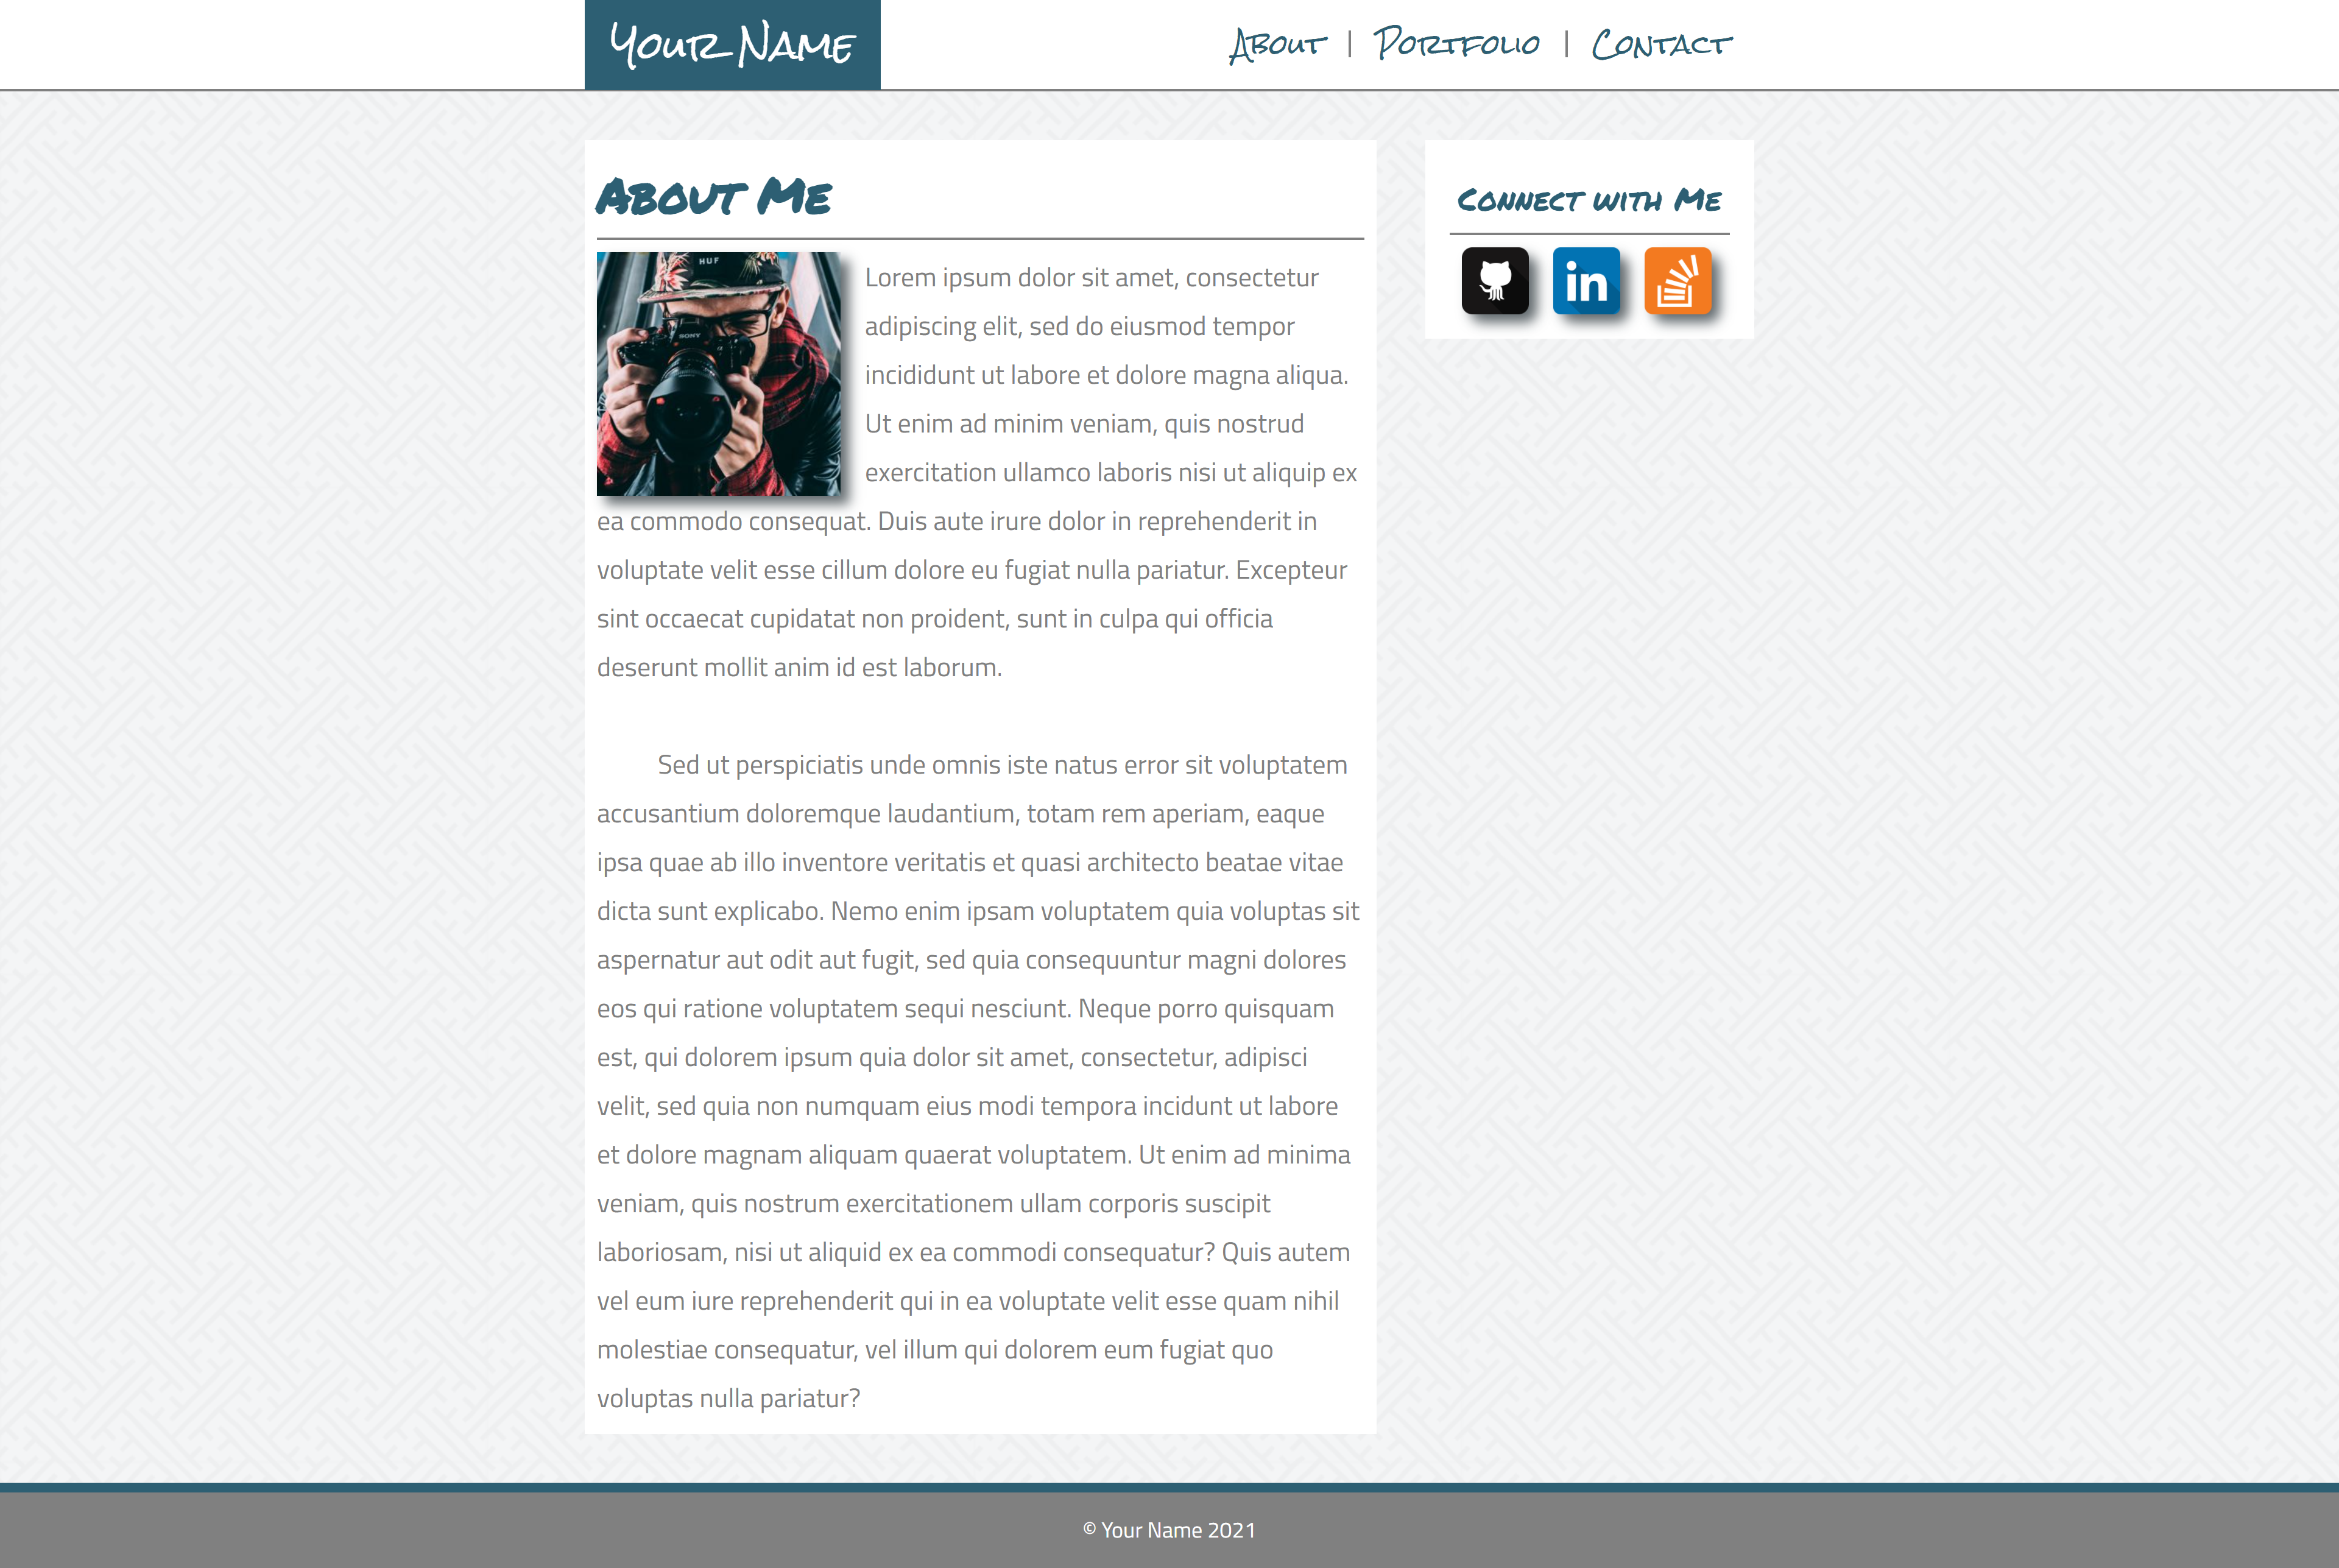 Your Name
About | Portfolio | Contact
About Me
HUF
SONY
Lorem ipsum dolor sit amet, consectetur
adipiscing elit, sed do eiusmod tempor
incididunt ut labore et dolore magna aliqua.
Ut enim ad minim veniam, quis nostrud
exercitation ullamco laboris nisi ut aliquip ex
ea commodo consequat. Duis aute irure dolor in reprehenderit in
voluptate velit esse cillum dolore eu fugiat nulla pariatur. Excepteur
sint occaecat cupidatat non proident, sunt in culpa qui officia
deserunt mollit anim id est laborum.
Sed ut perspiciatis unde omnis iste natus error sit voluptatem
accusantium doloremque laudantium, totam rem aperiam, eaque
ipsa quae ab illo inventore veritatis et quasi architecto beatae vitae
dicta sunt explicabo. Nemo enim ipsam voluptatem quia voluptas sit
aspernatur aut odit aut fugit, sed quia consequuntur magni dolores
eos qui ratione voluptatem sequi nesciunt. Neque porro quisquam
est, qui dolorem ipsum quia dolor sit amet, consectetur, adipisci
velit, sed quia non numquam eius modi tempora incidunt ut labore
et dolore magnam aliquam quaerat voluptatem. Ut enim ad minima
veniam, quis nostrum exercitationem ullam corporis suscipit
laboriosam, nisi ut aliquid ex ea commodi consequatur? Quis autem
vel eum iure reprehenderit qui in ea voluptate velit esse quam nihil
molestiae consequatur, vel illum qui dolorem eum fugiat quo
voluptas nulla pariatur?
Connect with Me
in
© Your Name 2021